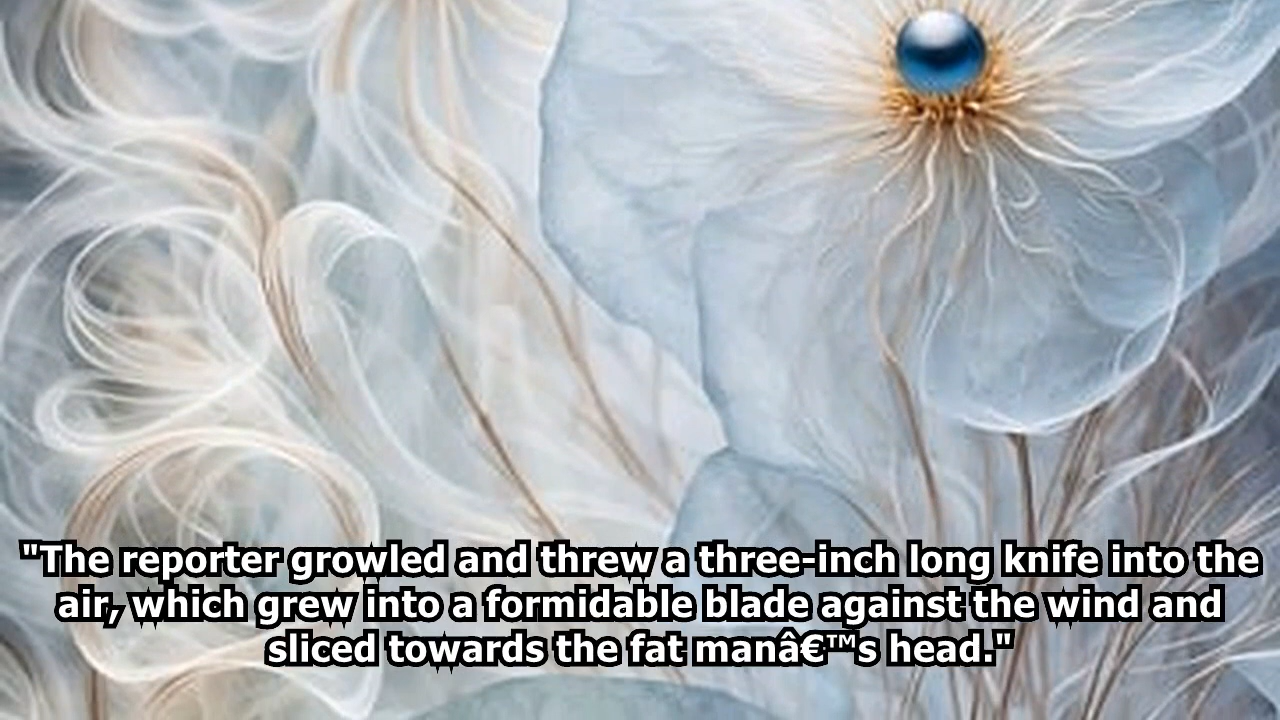 "The reporter growled and threw a three-inch long knife into the
air, which grew into a formidable blade against the wind and
sliced towards the fat manâ€™s head."